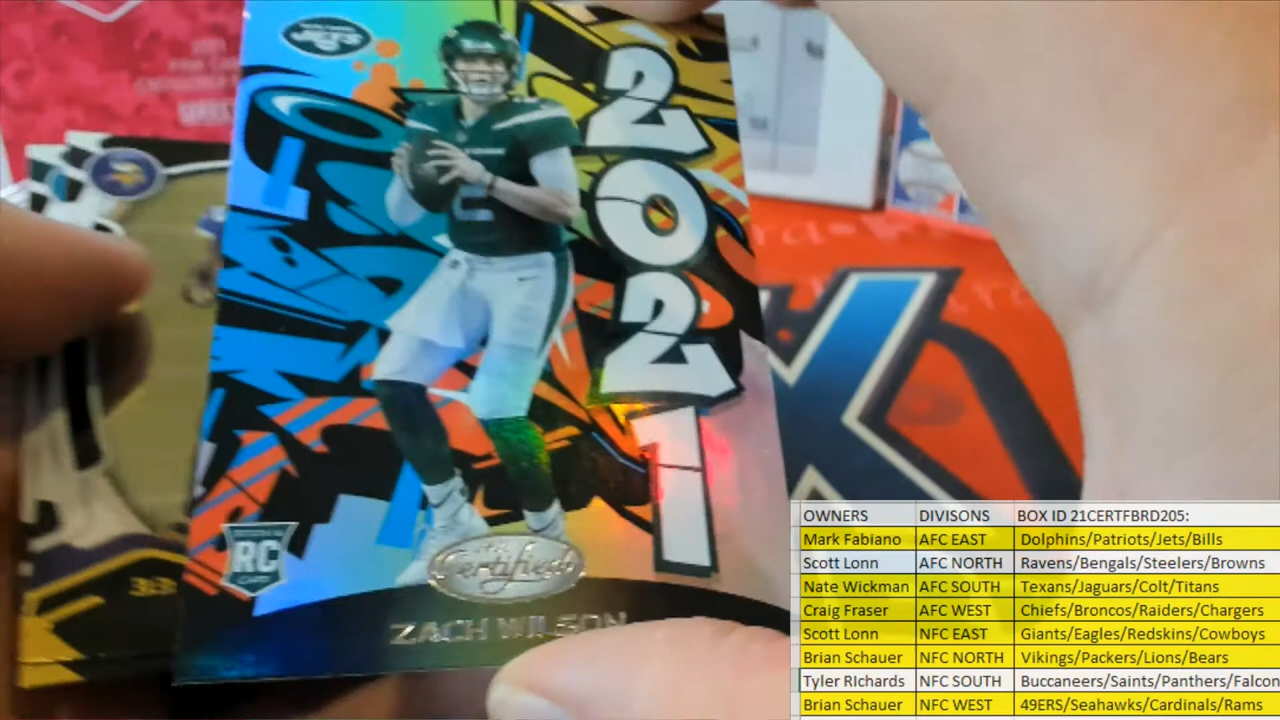 JETS
2021
2
RC
Certified
ZACH WILSON
K
OWNERS DIVISONS BOX ID 21CERTFBRD205:
Mark Fabiano AFC EAST Dolphins/Patriots/Jets/Bills
Scott Lonn AFC NORTH Ravens/Bengals/Steelers/Browns
Nate Wickman AFC SOUTH Texans/Jaguars/Colt/Titans
Craig Fraser AFC WEST Chiefs/Broncos/Raiders/Chargers
Scott Lonn NFC EAST Giants/Eagles/Redskins/Cowboys
Brian Schauer NFC NORTH Vikings/Packers/Lions/Bears
Tyler RIchards NFC SOUTH Buccaneers/Saints/Panthers/Falcon
Brian Schauer NFC WEST 49ERS/Seahawks/Cardinals/Rams